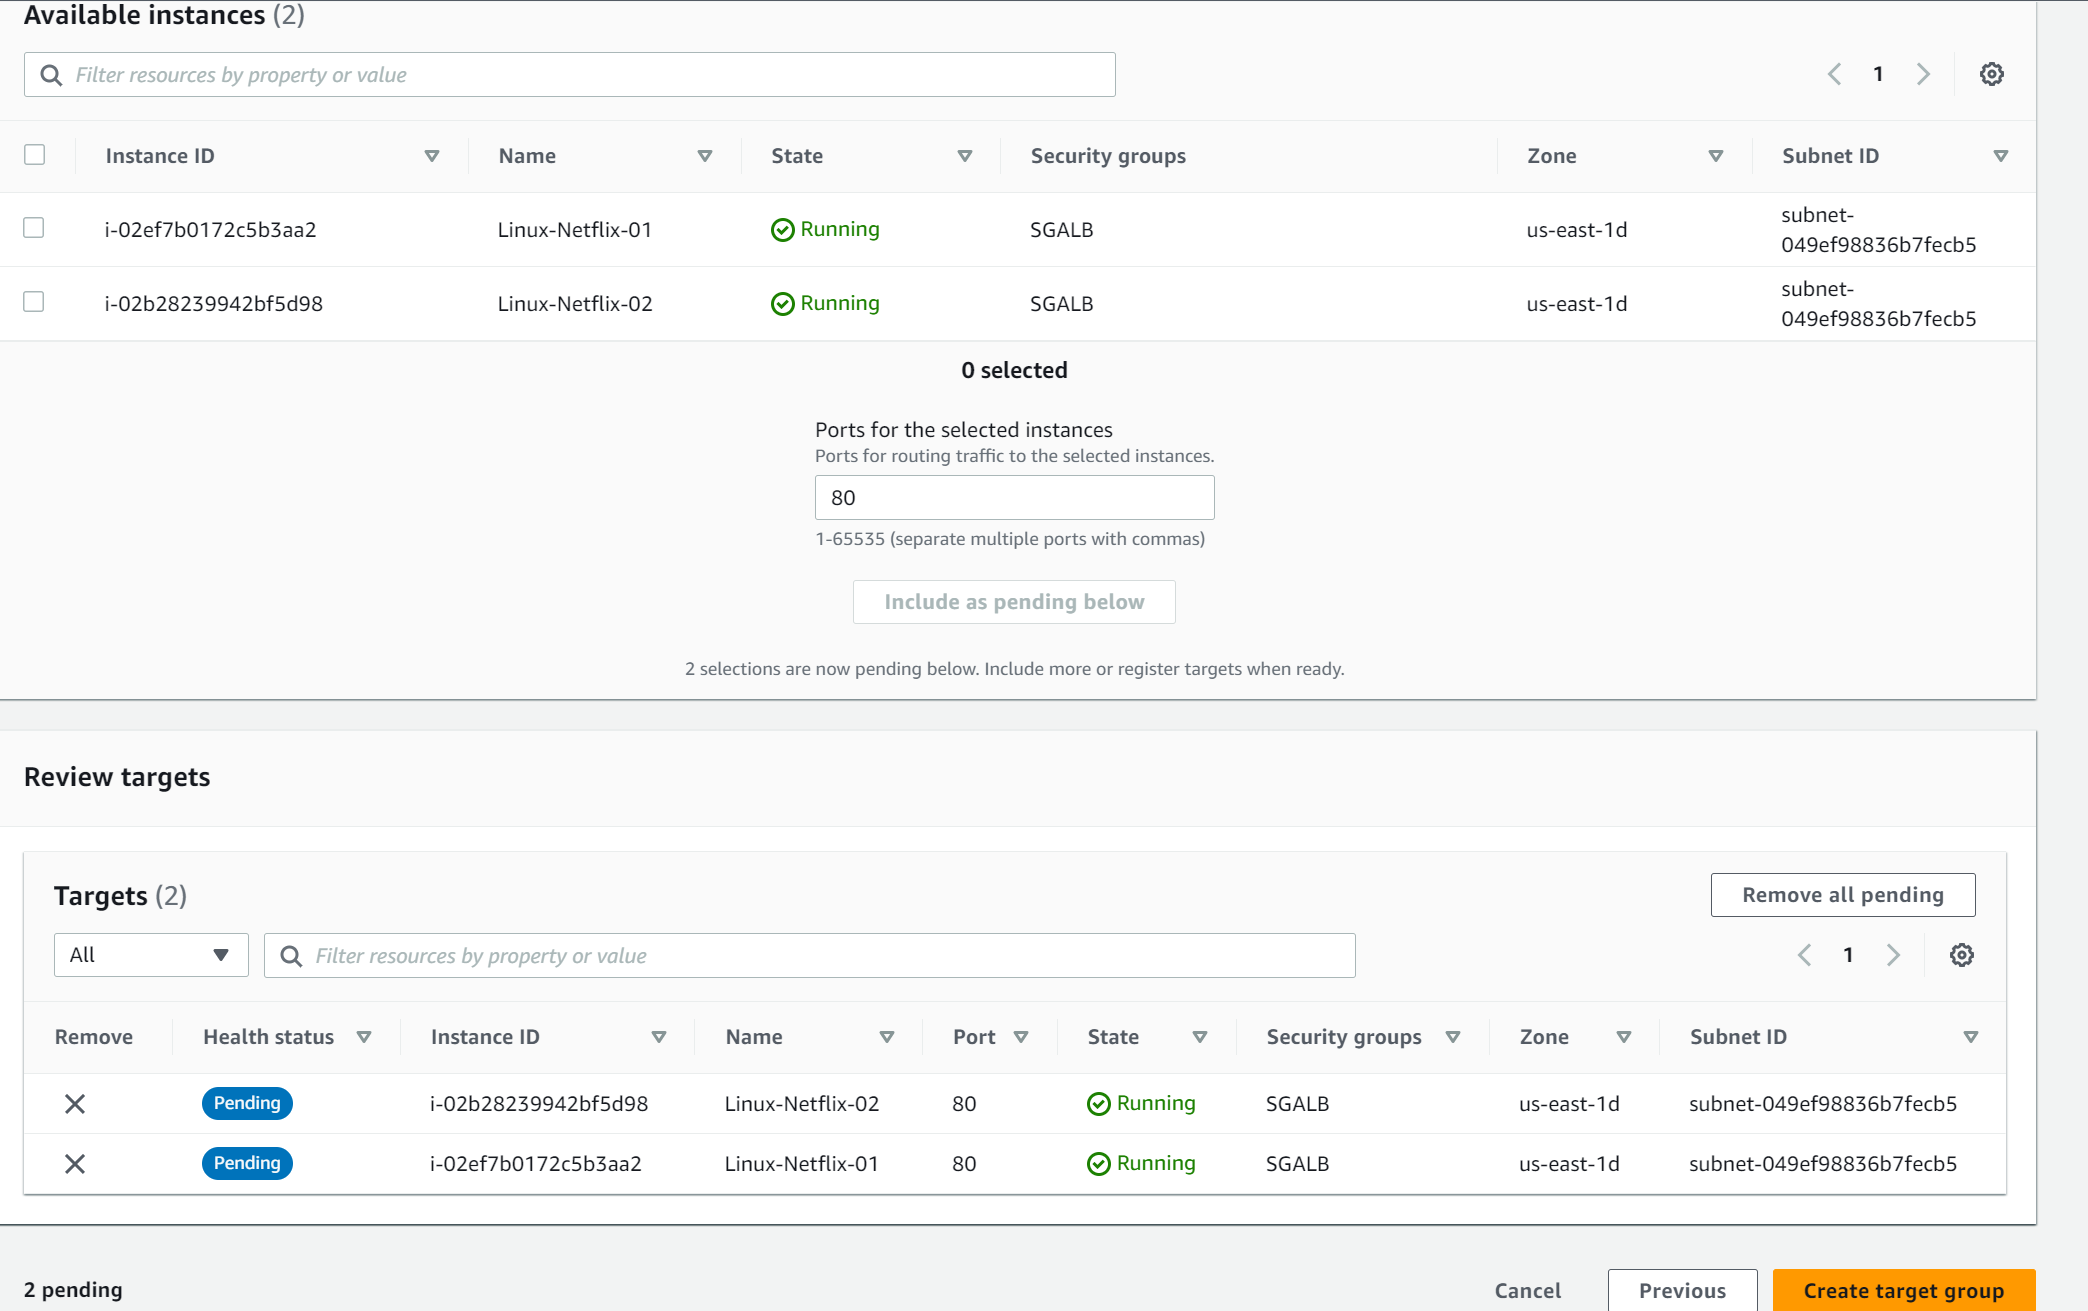 Available instances (2)
Filter resources by property or value
1
Instance ID Name State Security groups Zone Subnet ID
i-02ef7b0172c5b3aa2 Linux-Netflix-01 Running SGALB us-east-1d subnet-
049ef98836b7fecb5
i-02b28239942bf5d98 Linux-Netflix-02 Running SGALB us-east-1d subnet-
049ef98836b7fecb5
0 selected
Ports for the selected instances
Ports for routing traffic to the selected instances.
80
1-65535 (separate multiple ports with commas)
Include as pending below
2 selections are now pending below. Include more or register targets when ready.
Review targets
Targets (2)
Remove all pending
All
Filter resources by property or value
1
Remove Health status Instance ID Name Port State Security groups Zone Subnet ID
Pending i-02b28239942bf5d98 Linux-Netflix-02 80 Running SGALB us-east-1d subnet-049ef98836b7fecb5
Pending i-02ef7b0172c5b3aa2 Linux-Netflix-01 80 Running SGALB us-east-1d subnet-049ef98836b7fecb5
2 pending
Cancel
Previous
Create target group